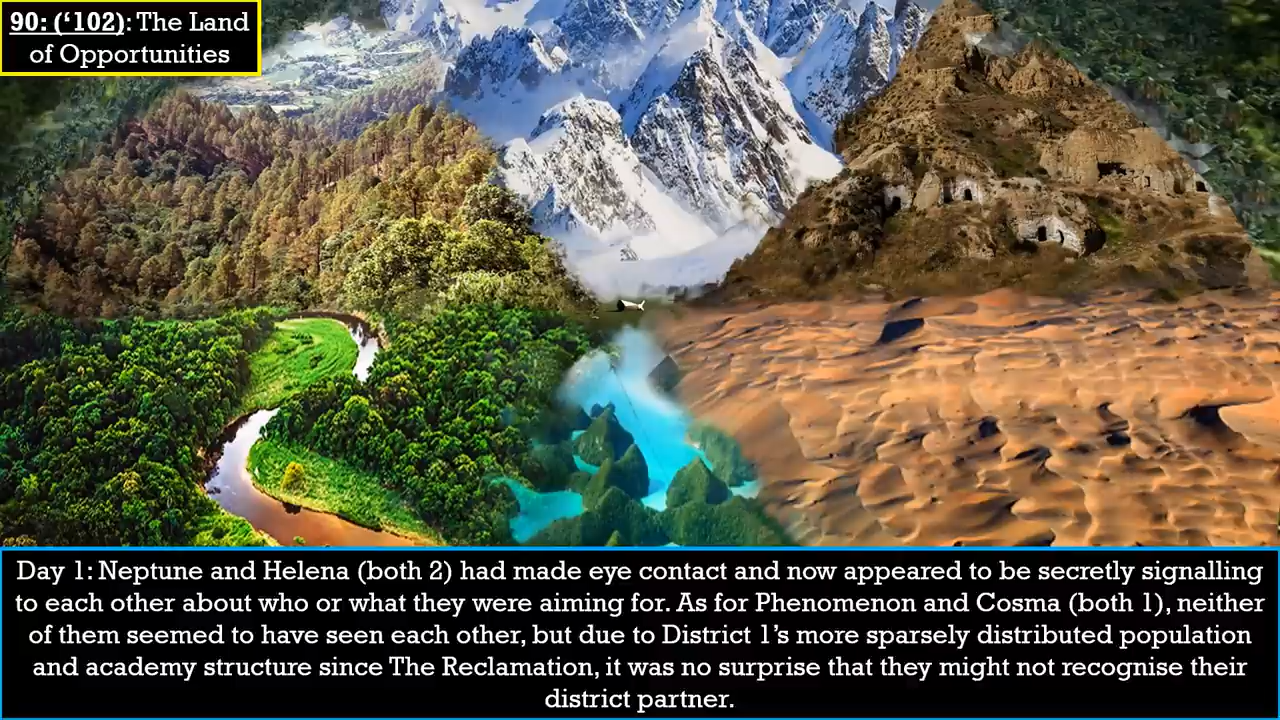 90: (‘102): The Land
of Opportunities
Day 1: Neptune and Helena (both 2) had made eye contact and now appeared to be secretly signalling
to each other about who or what they were aiming for. As for Phenomenon and Cosma (both 1), neither
of them seemed to have seen each other, but due to District 1’s more sparsely distributed population
and academy structure since The Reclamation, it was no surprise that they might not recognise their
district partner.